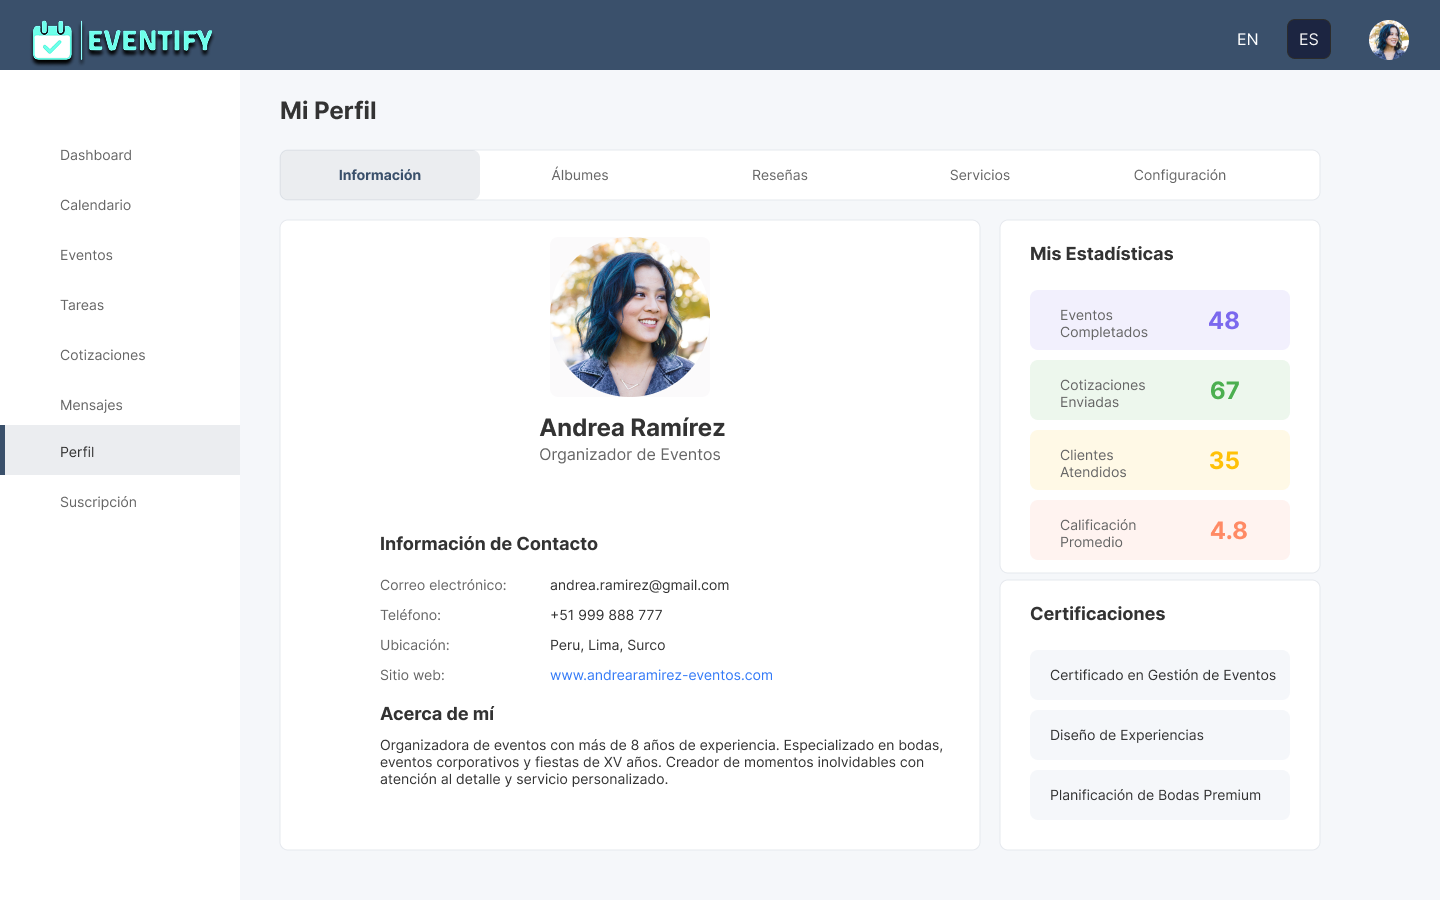 EVENTIFY
EN
ES
Dashboard
Calendario
Eventos
Tareas
Cotizaciones
Mensajes
Perfil
Suscripción
Mi Perfil
Información
Álbumes
Reseñas
Servicios
Configuración
Andrea Ramírez
Organizador de Eventos
Información de Contacto
Correo electrónico: andrea.ramirez@gmail.com
Teléfono: +51 999 888 777
Ubicación: Peru, Lima, Surco
Sitio web: www.andrearamirez-eventos.com
Acerca de mí
Organizadora de eventos con más de 8 años de experiencia. Especializado en bodas,
eventos corporativos y fiestas de XV años. Creador de momentos inolvidables con
atención al detalle y servicio personalizado.
Mis Estadísticas
Eventos
Completados
48
Cotizaciones
Enviadas
67
Clientes
Atendidos
35
Calificación
Promedio
4.8
Certificaciones
Certificado en Gestión de Eventos
Diseño de Experiencias
Planificación de Bodas Premium